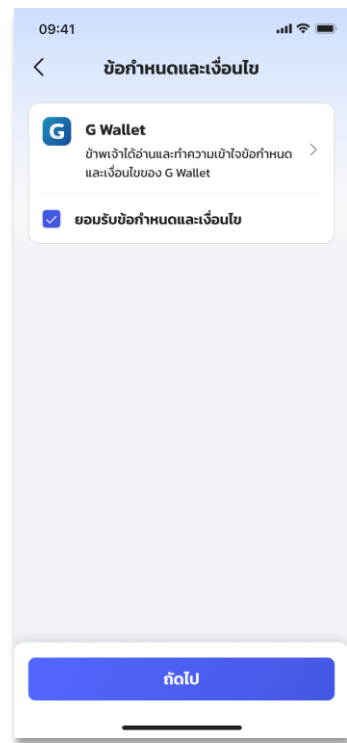 09:41
ข้อกำหนดและเงื่อนไข
G
G Wallet
ข้าพเจ้าได้อ่านและทำความเข้าใจข้อกำหนด
และเงื่อนไขของ G Wallet
ยอมรับข้อกำหนดและเงื่อนไข
ถัดไป